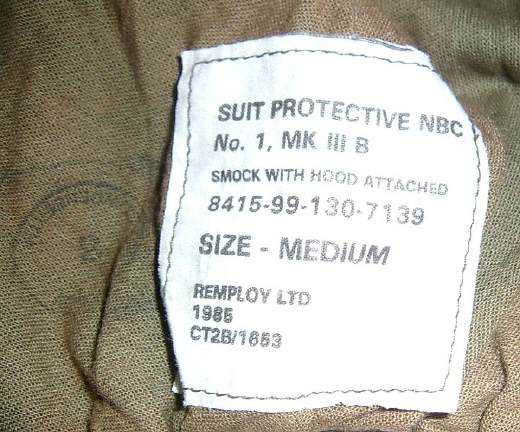 SUIT PROTECTIVE NBC
No. 1, MK III B
SMOCK WITH HOOD ATTACHED
8415-99-130-7139
SIZE - MEDIUM
REMPLOY LTD
1985
CT2B/1653